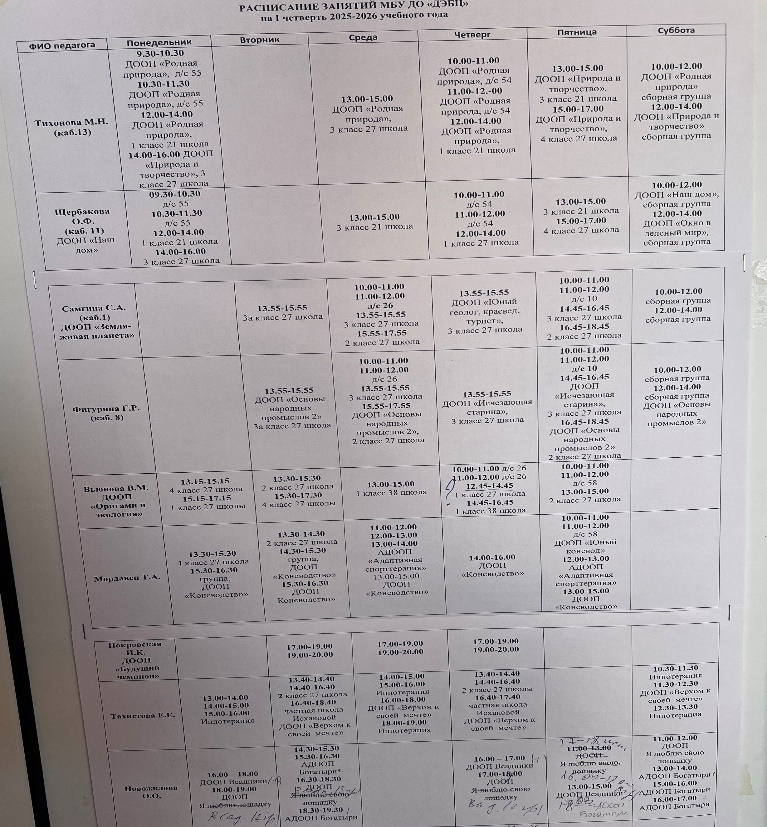 РАСПИСАНИЕ ЗАНЯТИЙ МБУ ДО «ДЭБЦ»
на 1 четверть 2025-2026 учебного года
ФИО педагога
Понедельник
Вторник
Среда
Четверг
Пятница
Суббота
Тихонова М.Н.
(каб.13)
9.30-10.30
ДООП «Родная
природа», д/с 55
10.30-11.30
ДООП «Родная
природа», д/с 55
12.00-14.00
ДООП «Родная
природа»,
1 класс 21 школа
14.00-16.00 ДООП
«Природа и
творчество», 3
класс 27 школа
13.00-15.00
ДООП «Родная
природа»,
3 класс 27 школа
10.00-11.00
ДООП «Родная
природа», д/с 54
11.00-12.-00
ДООП «Родная
природа, д/с 54
12.00-14.00
ДООП «Родная
природа»,
1 класс 21 школа
13.00-15.00
ДООП «Природа и
творчество»,
3 класс 21 школа
15.00-17.00
ДООП «Природа и
творчество»,
4 класс 27 школа
10.00-12.00
ДООП «Родная
природа»
сборная группа
12.00-14.00
ДООП «Природа и
творчество»
сборная группа
Щербакова
О.Ф.
(каб. 11)
ДООП «Наш
дом»
09.30-10.30
д/с 55
10.30-11.30
д/с 55
12.00-14.00
1 класс 21 школа
14.00-16.00
3 класс 27 школа
13.00-15.00
3 класс 21 школа
10.00-11.00
д/с 54
11.00-12.00
д/с 54
12.00-14.00
1 класс 27 школа
13.00-15.00
3 класс 21 школа
15.00-17.00
4 класс 27 школа
10.00-12.00
ДООП «Наш дом»,
сборная группа
12.00-14.00
ДООП «Окно в
зеленый мир»,
сборная группа
Самгина С.А.
(каб.1)
ДООП «Земля-
живая планета»
13.55-15.55
3а класс 27 школа
10.00-11.00
11.00-12.00
д/с 26
13.55-15.55
3 класс 27 школа
15.55-17.55
2 класс 27 школа
13.55-15.55
ДООП «Юный
геолог, краевед,
турист»,
3 класс 27 школа
10.00-11.00
11.00-12.00
д/с 10
14.45-16.45
3 класс 27 школа
16.45-18.45
2 класс 27 школа
10.00-12.00
сборная группа
12.00-14.00
сборная группа
Фигурина Г.Р.
(каб. 8)
13.55-15.55
ДООП «Основы
народных
промыслов 2»
3а класс 27 школа
10.00-11.00
11.00-12.00
д/с 26
13.55-15.55
3 класс 27 школа
15.55-17.55
ДООП «Основы
народных
промыслов 2»,
2 класс 27 школа
13.55-15.55
ДООП «Исчезающая
старина»,
3 класс 27 школа
10.00-11.00
11.00-12.00
д/с 10
14.45-16.45
ДООП
«Исчезающая
старина»,
3 класс 27 школа
16.45-18.45
ДООП «Основы
народных
промыслов 2»
2 класс 27 школа
10.00-12.00
сборная группа
12.00-14.00
сборная группа
ДООП «Основы
народных
промыслов 2»
Вьюнова В.М.
ДООП
«Оригами и
экология»
13.15-15.15
4 класс 27 школа
15.15-17.15
1 класс 27 школа
13.30-15.30
2 класс 27 школа
15.30-17.30
4 класс 27 школа
13.00-15.00
1 класс 38 школа
10.00-11.00 д/с 26
11.00-12.00 д/с 26
12.45-14.45
1 класс 27 школа
14.45-16.45
1 класс 38 школа
10.00-11.00
11.00-12.00
д/с 58
13.00-15.00
2 класс 27 школа
13.30-15.30
1 класс 27 школа
15.30-16.30
группа,
ДООП
«Коневодство»
13.30-14.30
2 класс 27 школа
14.30-15.30
группа,
ДООП
«Коневодство»
15.30-16.30
ДООП
Коневодство»
11.00-12.00
12.00-13.00
13.00-14.00
АДООП
«Адаптивная
спорттерапия»
13.00-15.00
ДООП
«Коневодство»
14.00-16.00
ДООП
«Коневодство»
10.00-11.00
11.00-12.00
д/с 58
ДООП «Юный
коневод»
12.00-13.00
АДООП
«Адаптивная
спорттерапия»
13.00-15.00
ДООП
«Коневодство»
Покровская
И.К.
ДООП
«Будущий
чемпион»
17.00-19.00
19.00-20.00
17.00-19.00
19.00-20.00
17.00-19.00
19.00-20.00
13.00-14.00
14.00-15.00
15.00-16.00
Иппотерапия
13.40-14.40
14.40-16.40
2 класс 27 школа
16.40-18.40
частная школа
ДООП «Верхом к
своей мечте»
14.00-15.00
15.00-16.00
Иппотерапия
16.00-18.00
ДООП «Верхом к
своей мечте»
18.00-19.00
Иппотерапия
13.40-14.40
14.40-16.40
2 класс 27 школа
16.40-17.40
частная школа
ДООП «Верхом к
своей мечте»
10.30-11.30
Иппотерапия
11.30-12.30
ДООП «Верхом к
своей мечте»
12.30-13.30
Иппотерапия
О.О.
16.00-18.00
ДООП Всадники
18.00-19.00
ДООП
Я люблю лошадку
14.30-15.30
15.30-16.30
АДООП
Богатыри
16.30-18.30
ДООП
Я люблю свою
лошадку
18.30-19.30
АДООП Богатыри
16.00 – 17.00
ДООП Всадники
17.00-18.00
ДООП
Я люблю свою
лошадку
11.00-13.00
ДООП
Я люблю свою
лошадку
13.00-15.00
ДООП Всадники
11.00-12.00
ДООП
Я люблю свою
лошадку
13.00-14.00
АДООП Богатыри
15.00-16.00
АДООП Богатыри
16.00-17.00
АДООП Богатыри